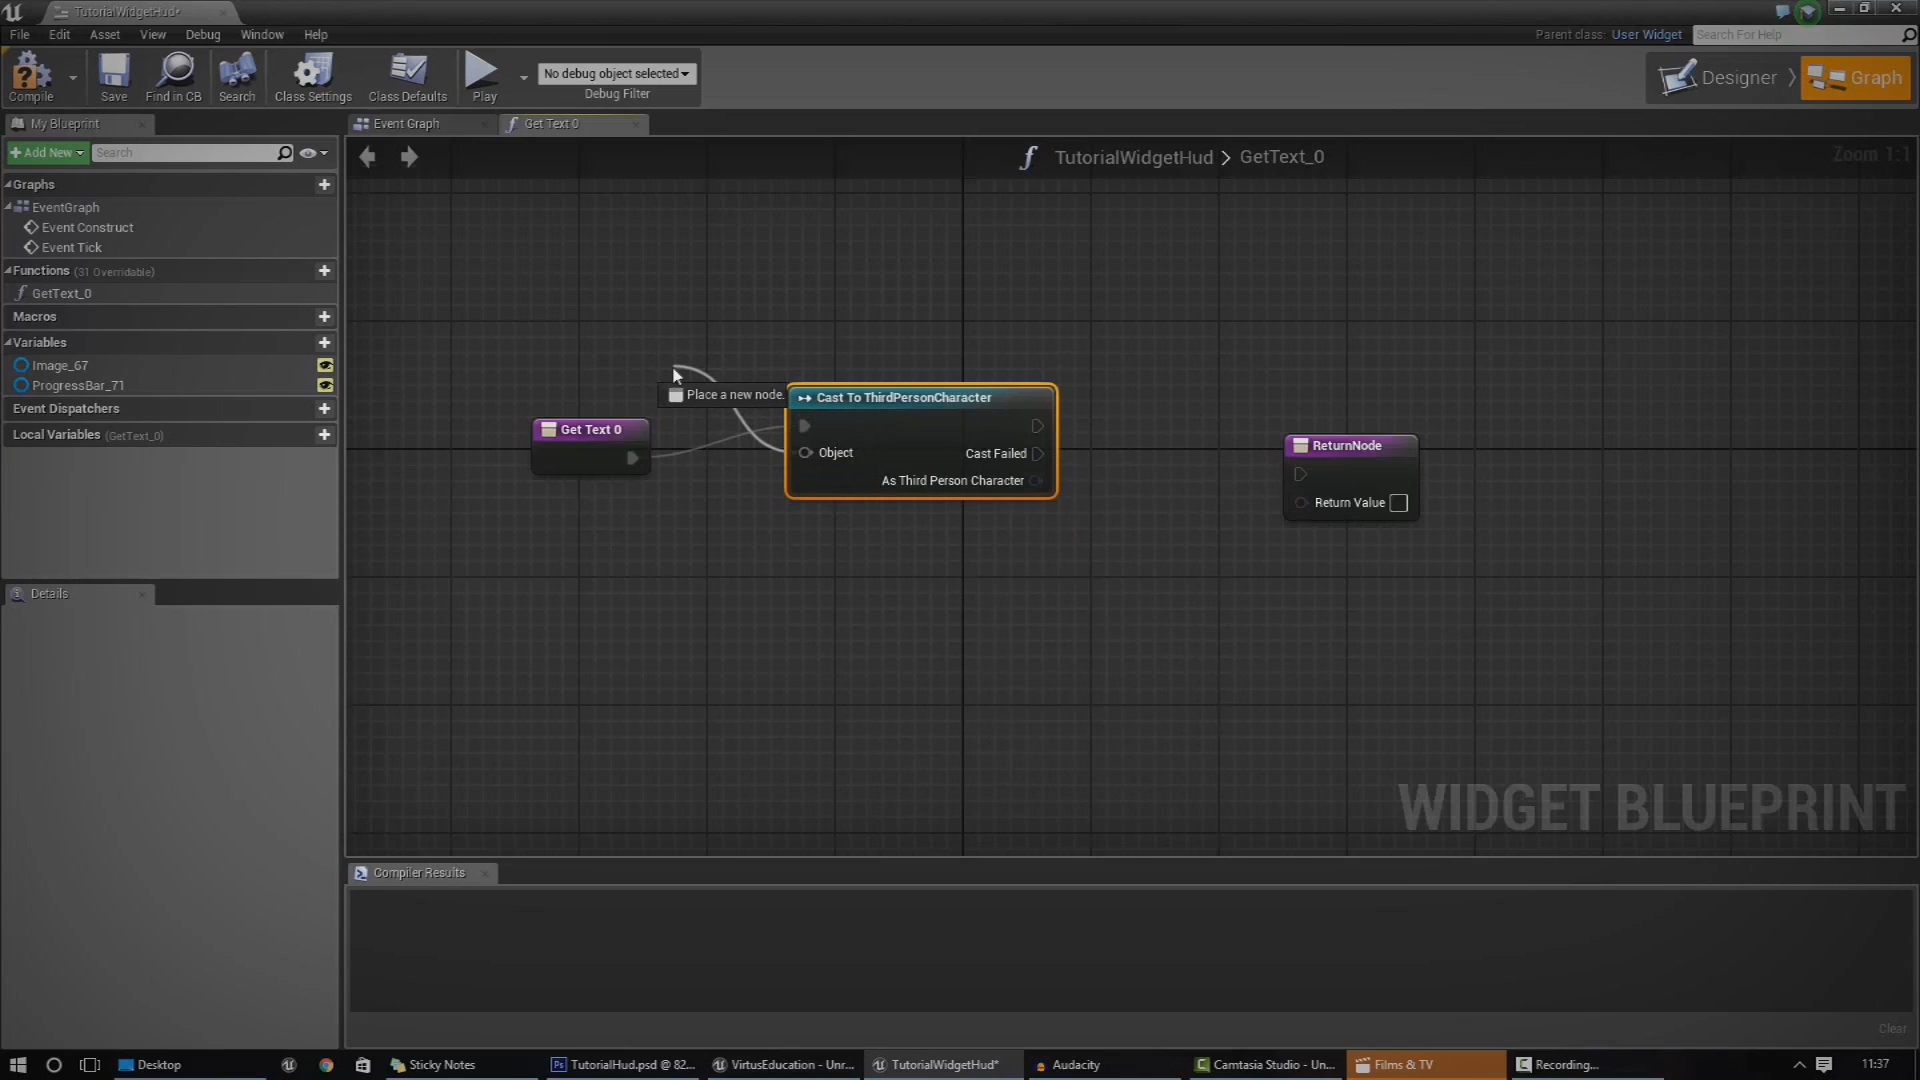 TutorialWidgetHud*
File Edit Asset View Debug Window Help
Parent class: User Widget
Search For Help
Compile
Save
Find in CB
Search
Class Settings
Class Defaults
Play
No debug object selected
Debug Filter
Designer
Graph
My Blueprint
Event Graph
Get Text 0
Add New
Search
TutorialWidgetHud > GetText_0
Zoom 1:1
Graphs
EventGraph
Event Construct
Event Tick
Functions (31 Overridable)
GetText_0
Macros
Variables
Image_67
ProgressBar_71
Event Dispatchers
Local Variables (GetText_0)
Place a new node.
Cast To ThirdPersonCharacter
Object
Cast Failed
As Third Person Character
Get Text 0
ReturnNode
Return Value
Details
WIDGET BLUEPRINT
Compiler Results
Clear
Desktop
Sticky Notes
TutorialHud.psd @ 82...
VirtusEducation - Unr...
TutorialWidgetHud*
Audacity
Camtasia Studio - Un...
Films & TV
Recording...
11:37